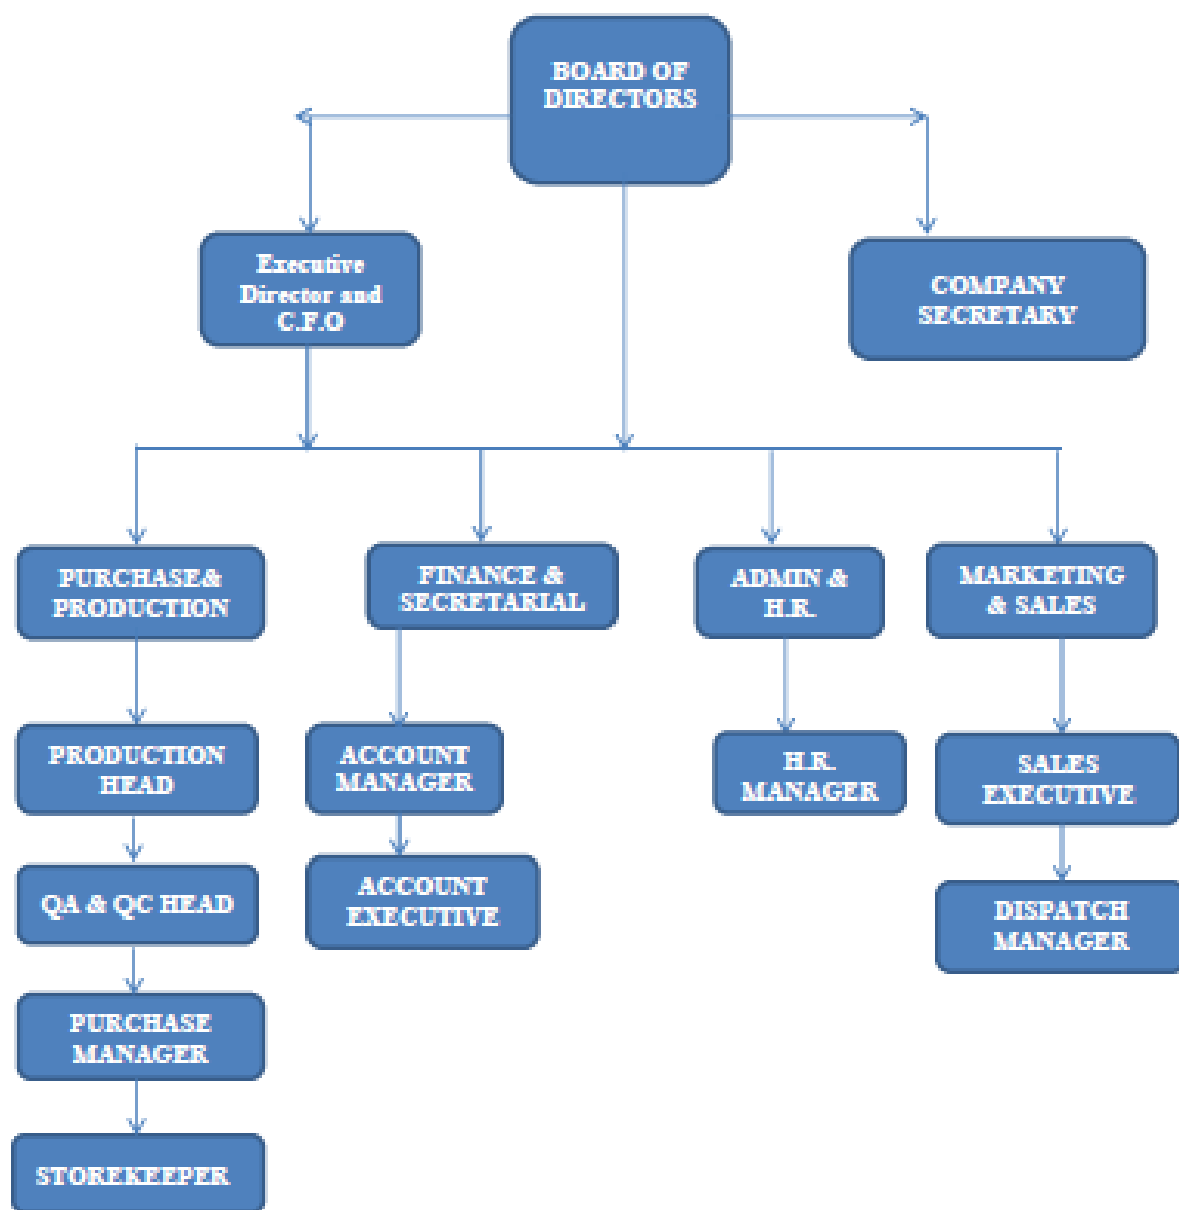 BOARD OF
DIRECTORS
Executive
Director and
C.F.O
COMPANY
SECRETARY
PURCHASE&
PRODUCTION
FINANCE &
SECRETARIAL
ADMIN &
H.R.
MARKETING
& SALES
PRODUCTION
HEAD
ACCOUNT
MANAGER
H.R.
MANAGER
SALES
EXECUTIVE
QA & QC HEAD
ACCOUNT
EXECUTIVE
DISPATCH
MANAGER
PURCHASE
MANAGER
STOREKEEPER